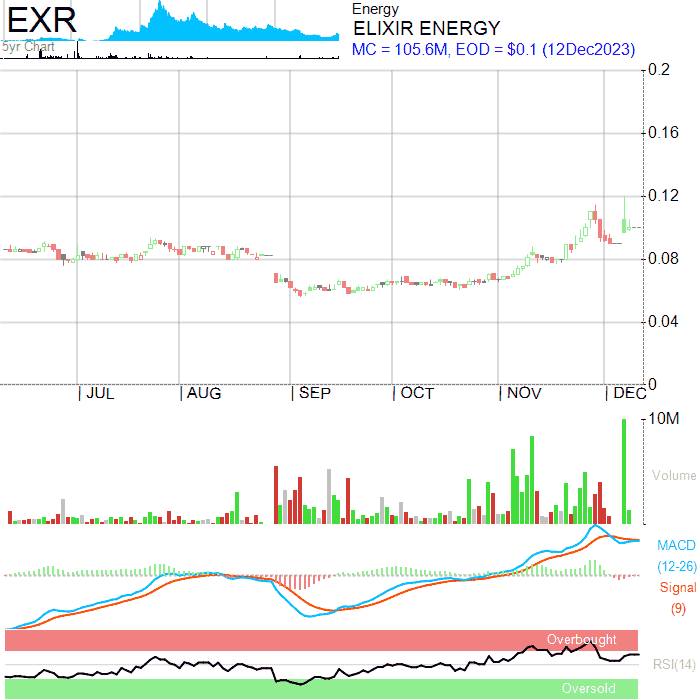 EXR
5yr Chart
Energy
ELIXIR ENERGY
MC = 105.6M, EOD = $0.1 (12Dec2023)
0.2
0.16
0.12
0.08
0.04
0
JUL AUG SEP OCT NOV DEC
10M
Volume
MACD
(12-26)
Signal
(9)
Overbought
RSI(14)
Oversold